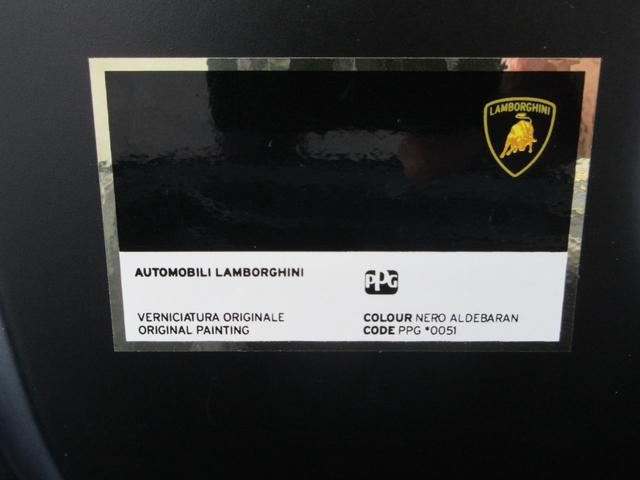 LAMBORGHINI
AUTOMOBILI LAMBORGHINI
PPG
VERNICIATURA ORIGINALE
ORIGINAL PAINTING
COLOUR NERO ALDEBARAN
CODE PPG *0051